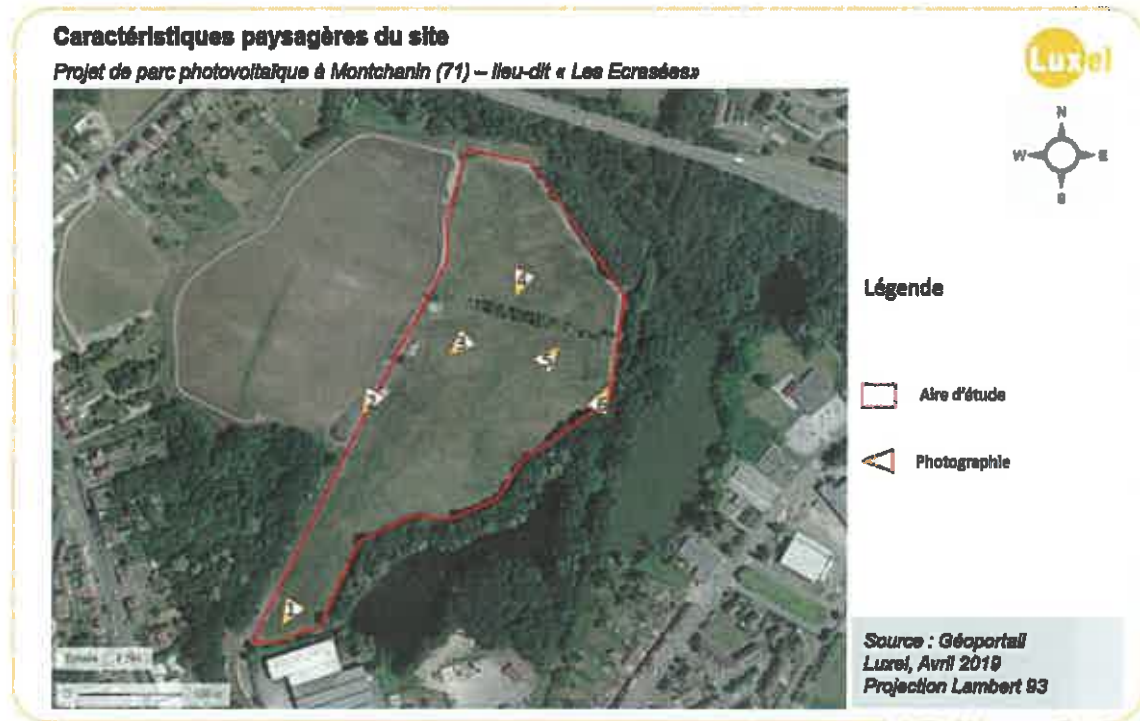 Caractéristiques paysagères du site
Projet de parc photovoltaïque à Montchanin (71) – lieu-dit « Les Ecrasées»
Luxel
N
W E
S
Légende
Aire d'étude
Photographie
Source : Géoportail
Luxel, Avril 2019
Projection Lambert 93